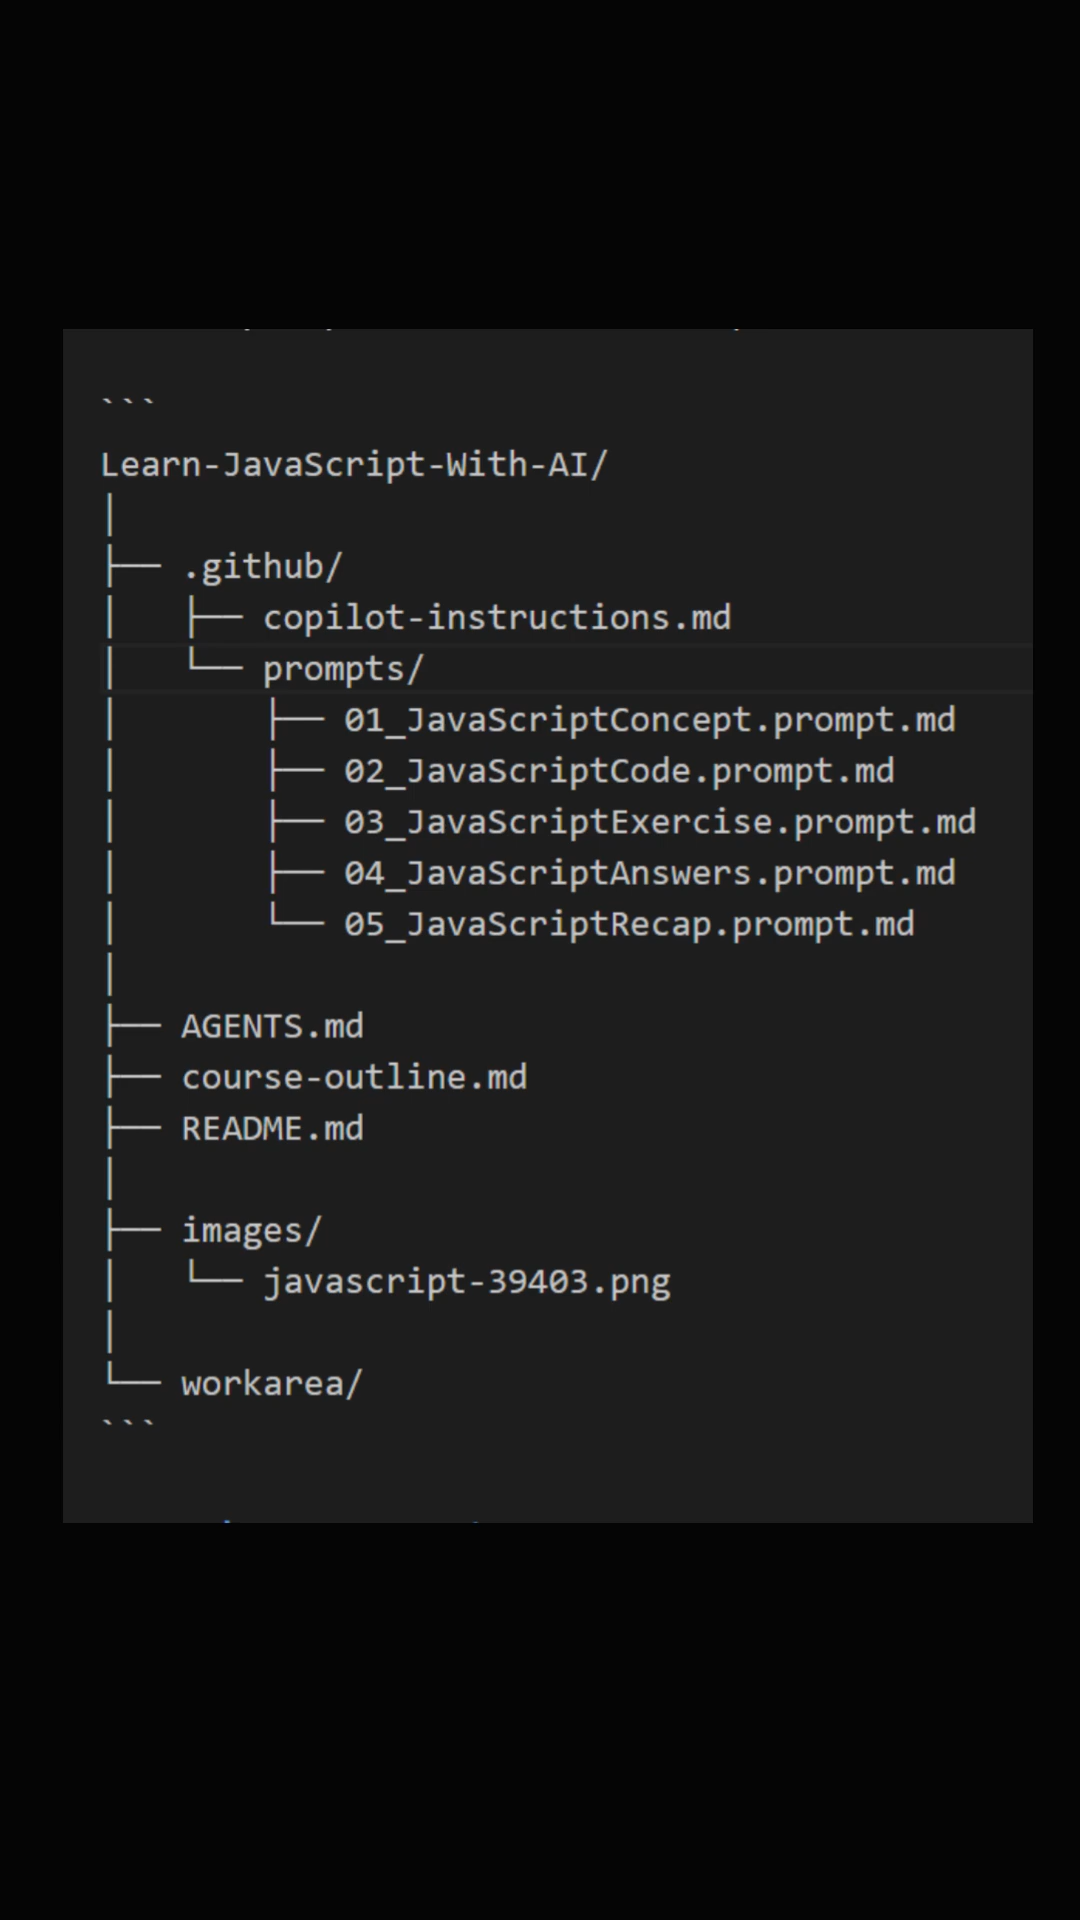 ```
Learn-JavaScript-With-AI/
│
├── .github/
│   ├── copilot-instructions.md
│   └── prompts/
│       ├── 01_JavaScriptConcept.prompt.md
│       ├── 02_JavaScriptCode.prompt.md
│       ├── 03_JavaScriptExercise.prompt.md
│       ├── 04_JavaScriptAnswers.prompt.md
│       └── 05_JavaScriptRecap.prompt.md
│
├── AGENTS.md
├── course-outline.md
├── README.md
│
├── images/
│   └── javascript-39403.png
│
└── workarea/
```